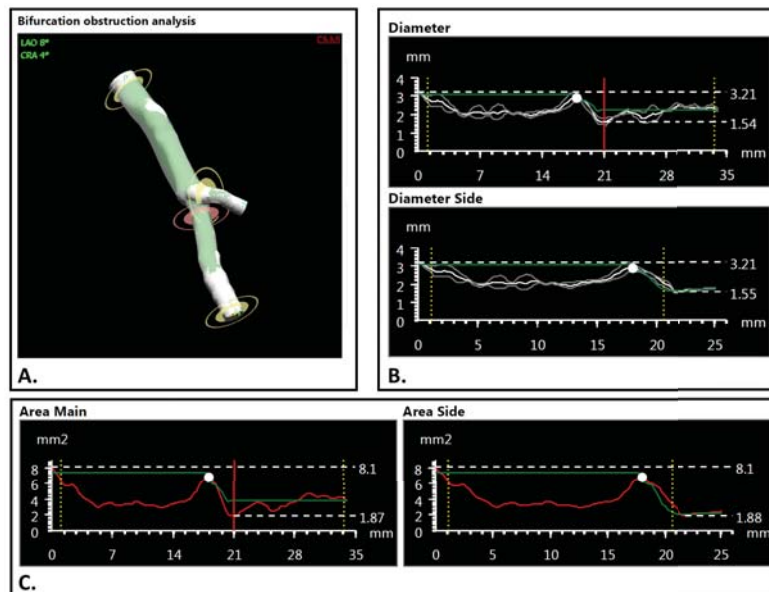 Bifurcation obstruction analysis
LAO 8°
CRA 4°
A.
Diameter
mm
4
3
2
1
0
3.21
1.54
mm
0 7 14 21 28 35
Diameter Side
mm
4
3
2
1
0
3.21
1.55
0 5 10 15 20 25
B.
Area Main
mm2
8
6
4
2
0
8.1
1.87
mm
0 7 14 21 28 35
Area Side
mm2
8
6
4
2
0
8.1
1.88
mm
0 5 10 15 20 25
C.